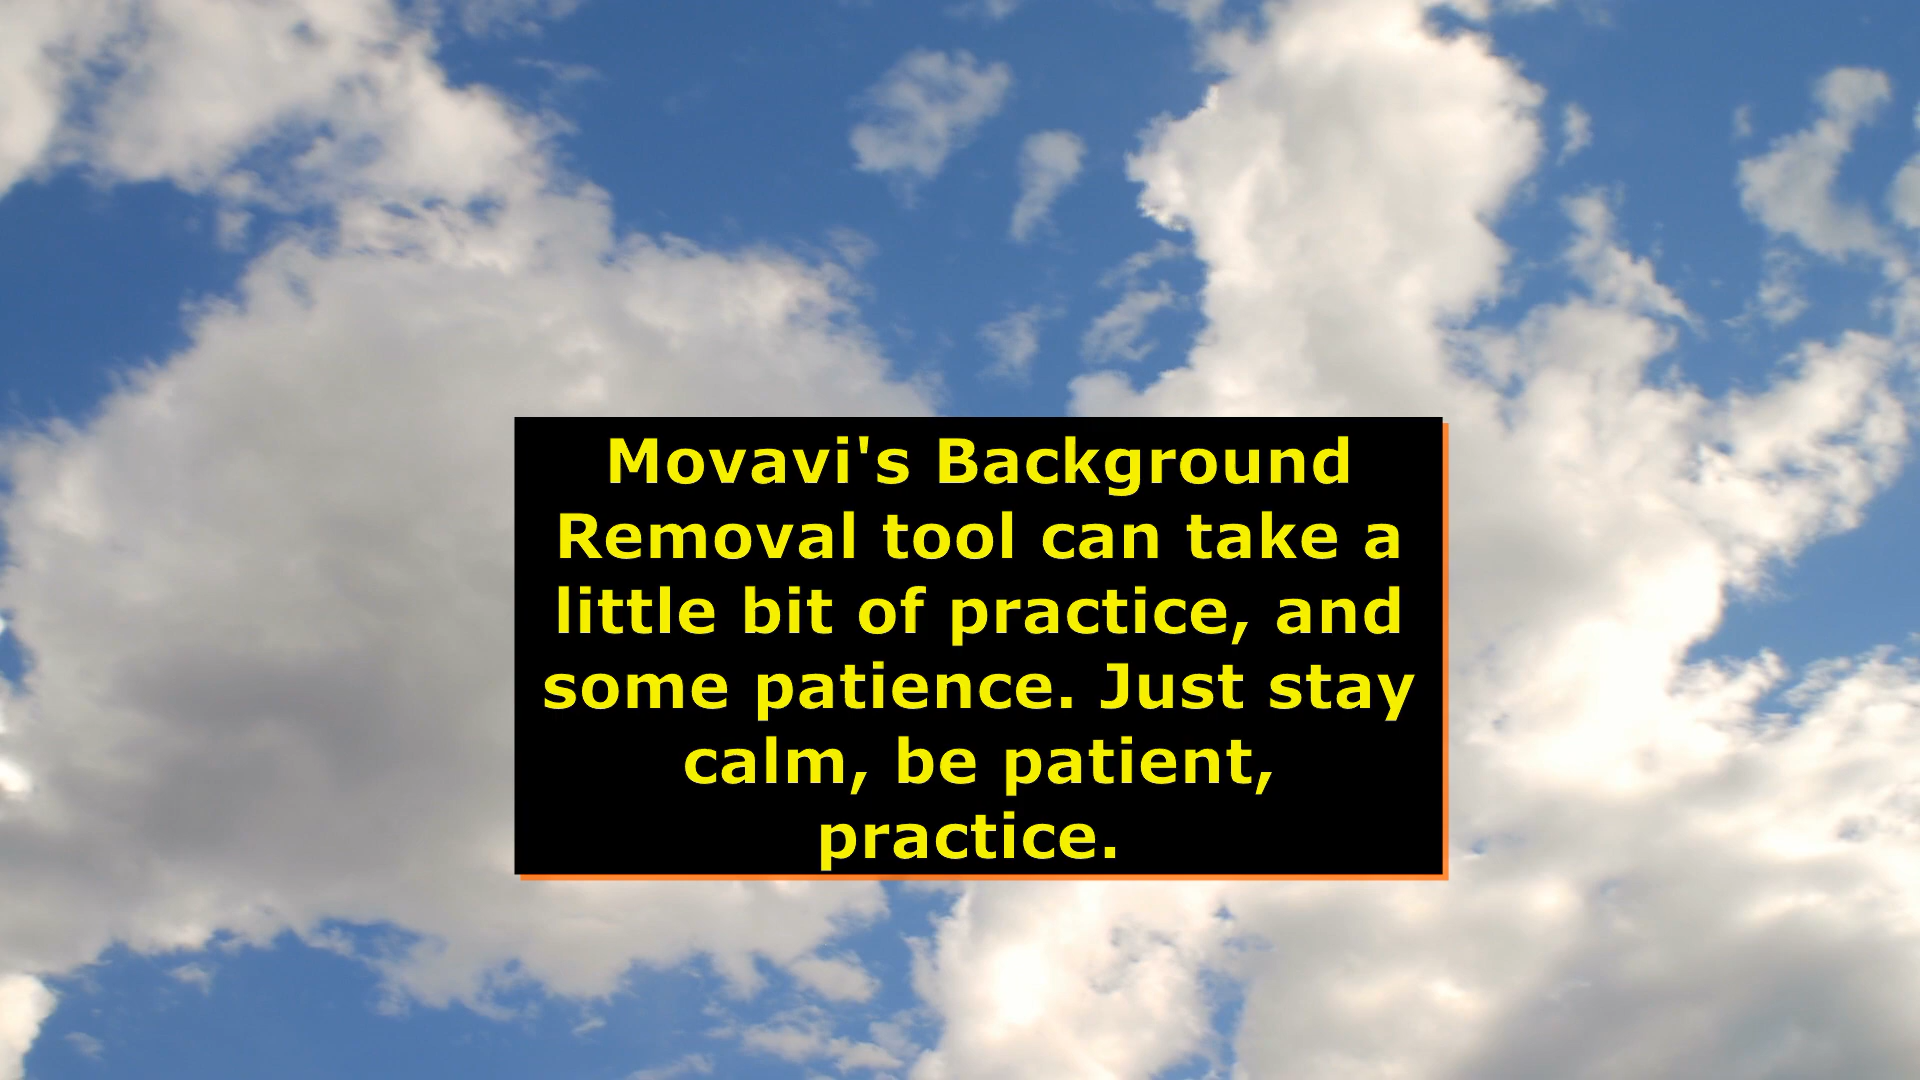 Movavi's Background
Removal tool can take a
little bit of practice, and
some patience. Just stay
calm, be patient,
practice.